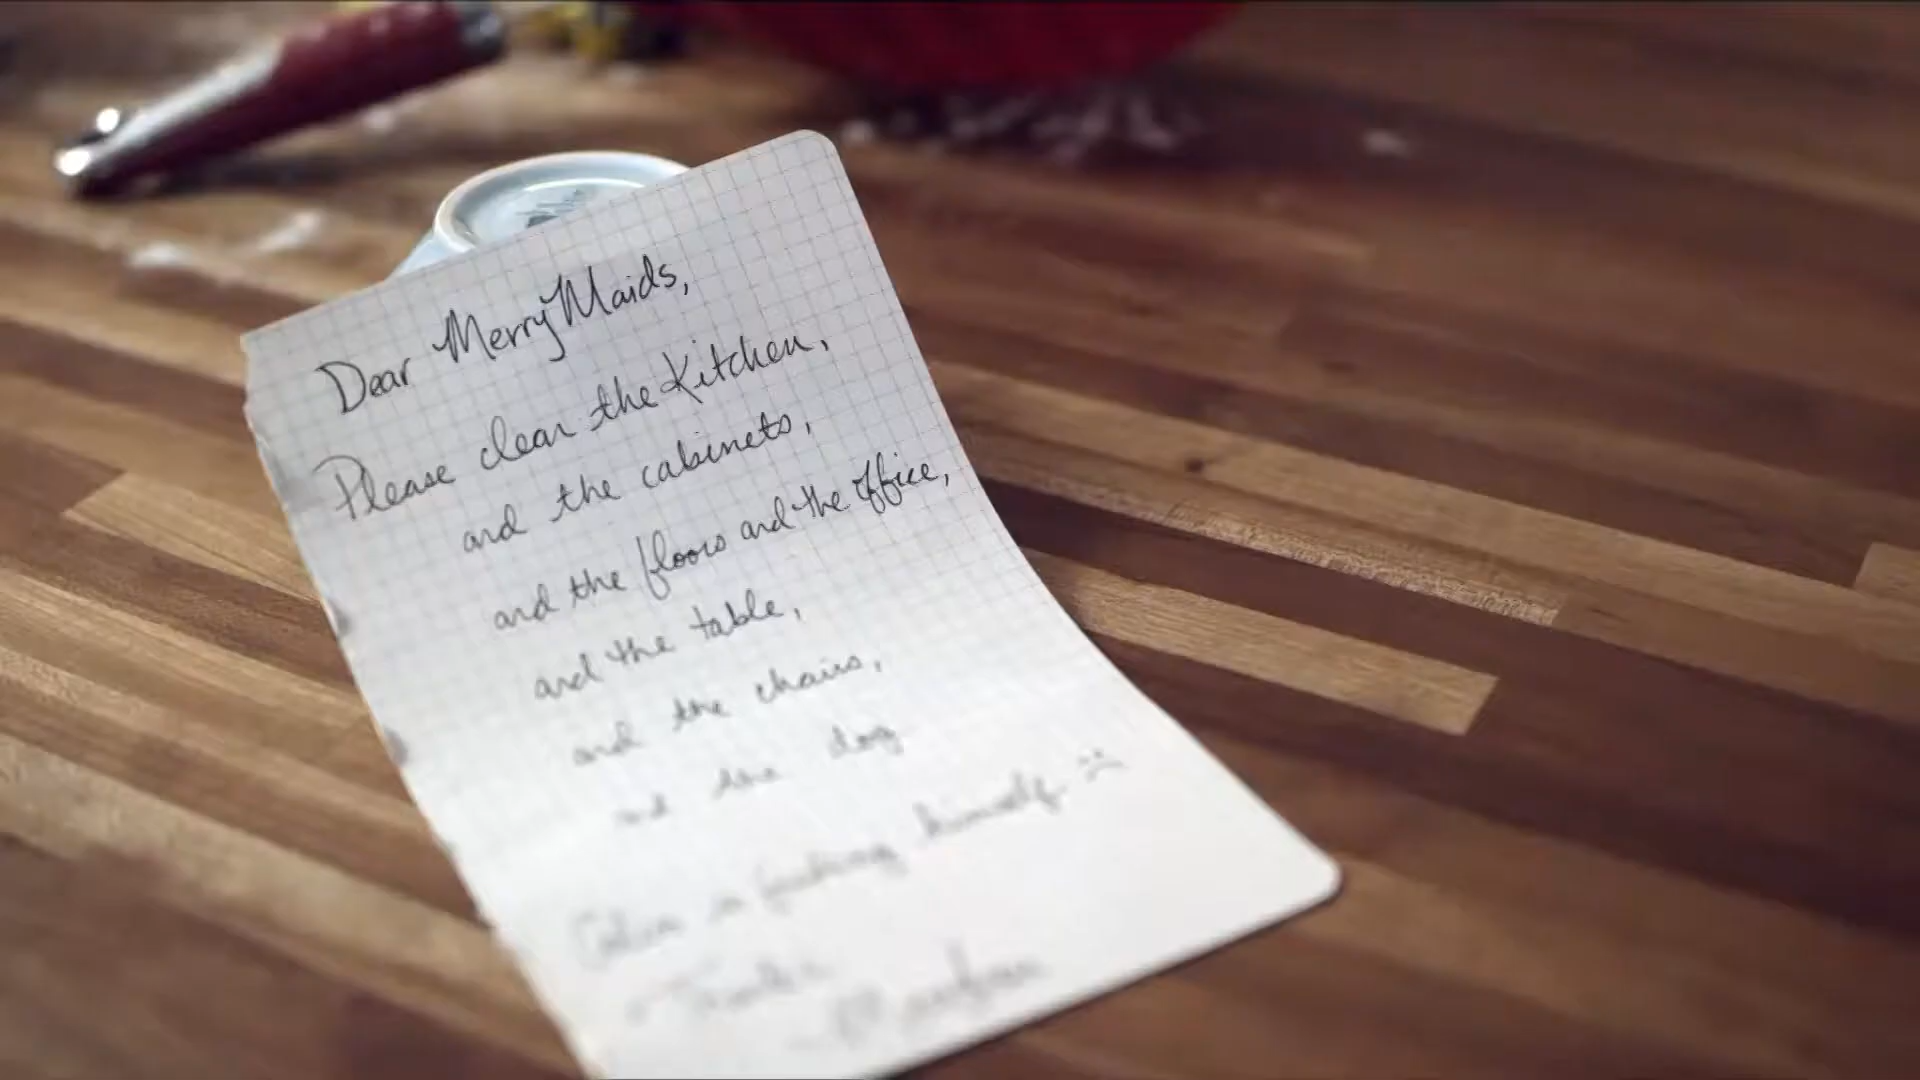 Dear Merry Maids,
Please clean the Kitchen,
and the cabinets,
and the floors and the office,
and the table,
and the chairs,
and the dog
himself :(